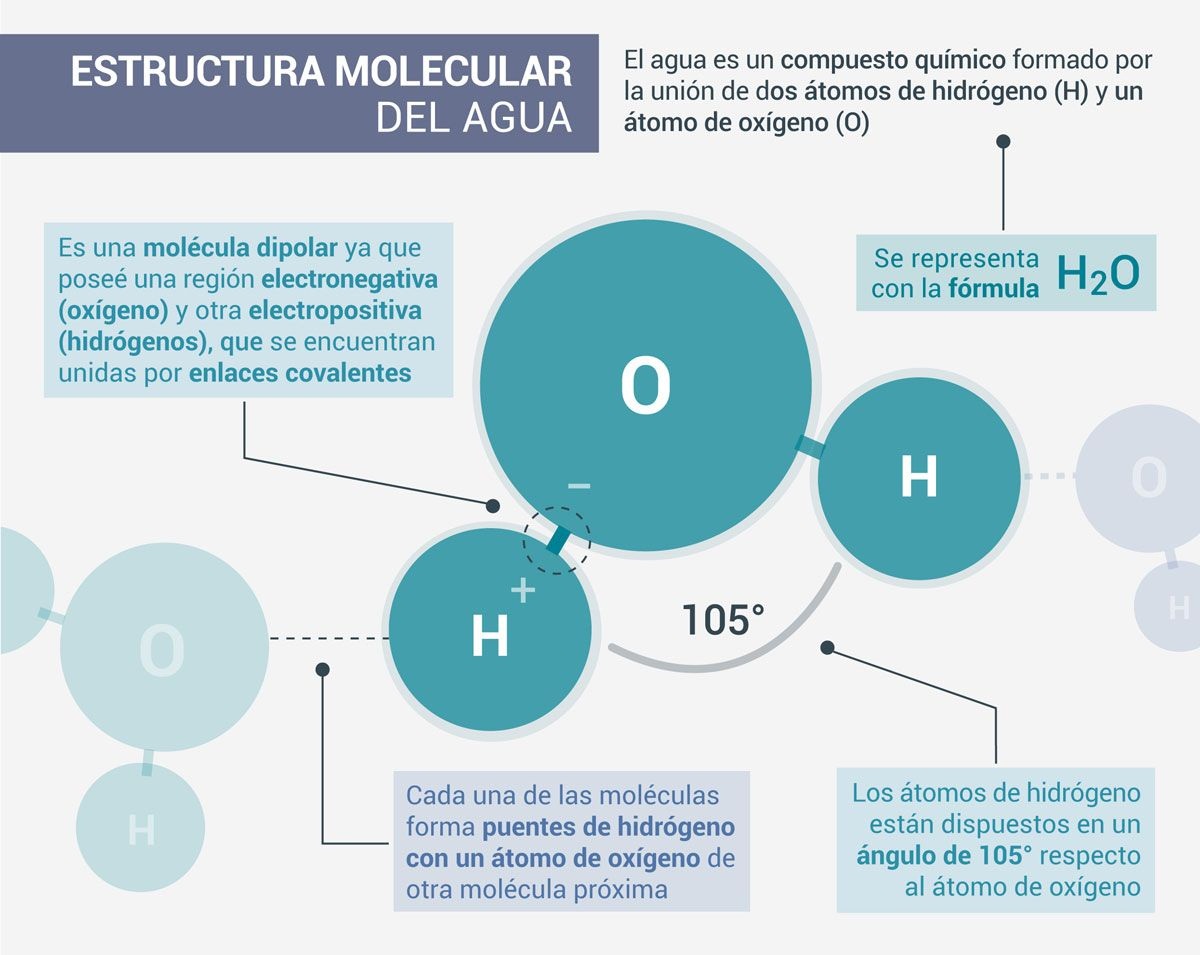 ESTRUCTURA MOLECULAR
DEL AGUA
El agua es un compuesto químico formado por
la unión de dos átomos de hidrógeno (H) y un
átomo de oxígeno (O)
Es una molécula dipolar ya que
poseé una región electronegativa
(oxígeno) y otra electropositiva
(hidrógenos), que se encuentran
unidas por enlaces covalentes
Se representa
con la fórmula H₂O
O
H
O
−
+
H
105°
H
O
H
Cada una de las moléculas
forma puentes de hidrógeno
con un átomo de oxígeno de
otra molécula próxima
Los átomos de hidrógeno
están dispuestos en un
ángulo de 105° respecto
al átomo de oxígeno